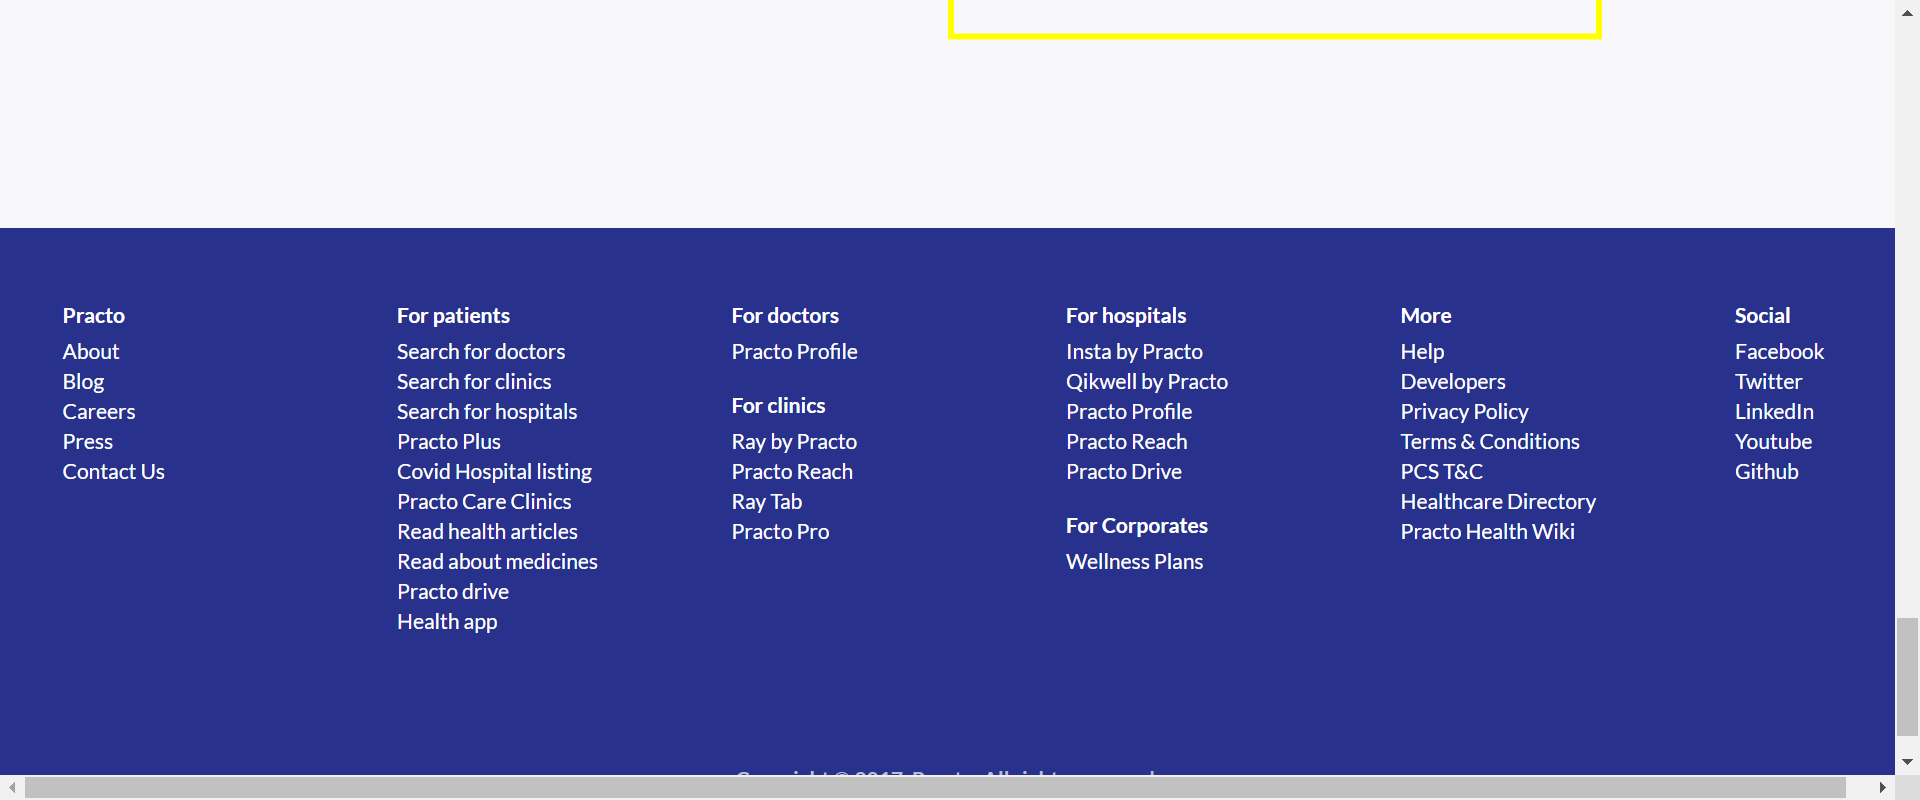 Practo
About
Blog
Careers
Press
Contact Us
For patients
Search for doctors
Search for clinics
Search for hospitals
Practo Plus
Covid Hospital listing
Practo Care Clinics
Read health articles
Read about medicines
Practo drive
Health app
For doctors
Practo Profile
For clinics
Ray by Practo
Practo Reach
Ray Tab
Practo Pro
For hospitals
Insta by Practo
Qikwell by Practo
Practo Profile
Practo Reach
Practo Drive
For Corporates
Wellness Plans
More
Help
Developers
Privacy Policy
Terms & Conditions
PCS T&C
Healthcare Directory
Practo Health Wiki
Social
Facebook
Twitter
LinkedIn
Youtube
Github